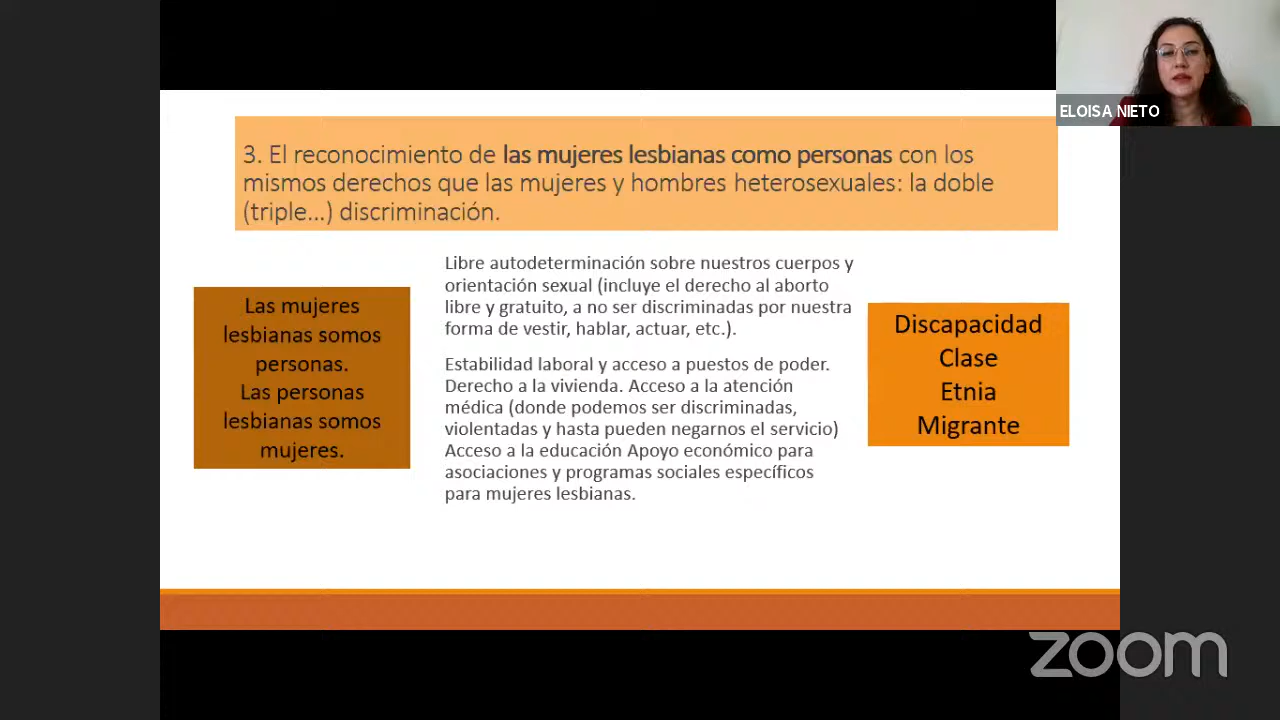 ELOISA NIETO
3. El reconocimiento de las mujeres lesbianas como personas con los
mismos derechos que las mujeres y hombres heterosexuales: la doble
(triple...) discriminación.
Las mujeres
lesbianas somos
personas.
Las personas
lesbianas somos
mujeres.
Libre autodeterminación sobre nuestros cuerpos y
orientación sexual (incluye el derecho al aborto
libre y gratuito, a no ser discriminadas por nuestra
forma de vestir, hablar, actuar, etc.).
Estabilidad laboral y acceso a puestos de poder.
Derecho a la vivienda. Acceso a la atención
médica (donde podemos ser discriminadas,
violentadas y hasta pueden negarnos el servicio)
Acceso a la educación Apoyo económico para
asociaciones y programas sociales específicos
para mujeres lesbianas.
Discapacidad
Clase
Etnia
Migrante
zoom